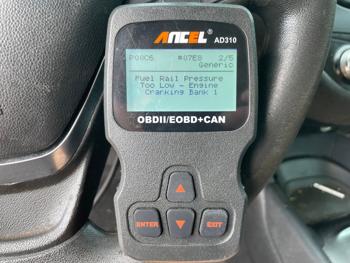 ANCEL
AD310
P00C6 $07E8 2/5
Generic
Fuel Rail Pressure
Too Low - Engine
Cranking Bank 1
OBDII/EOBD+CAN
ENTER
EXIT